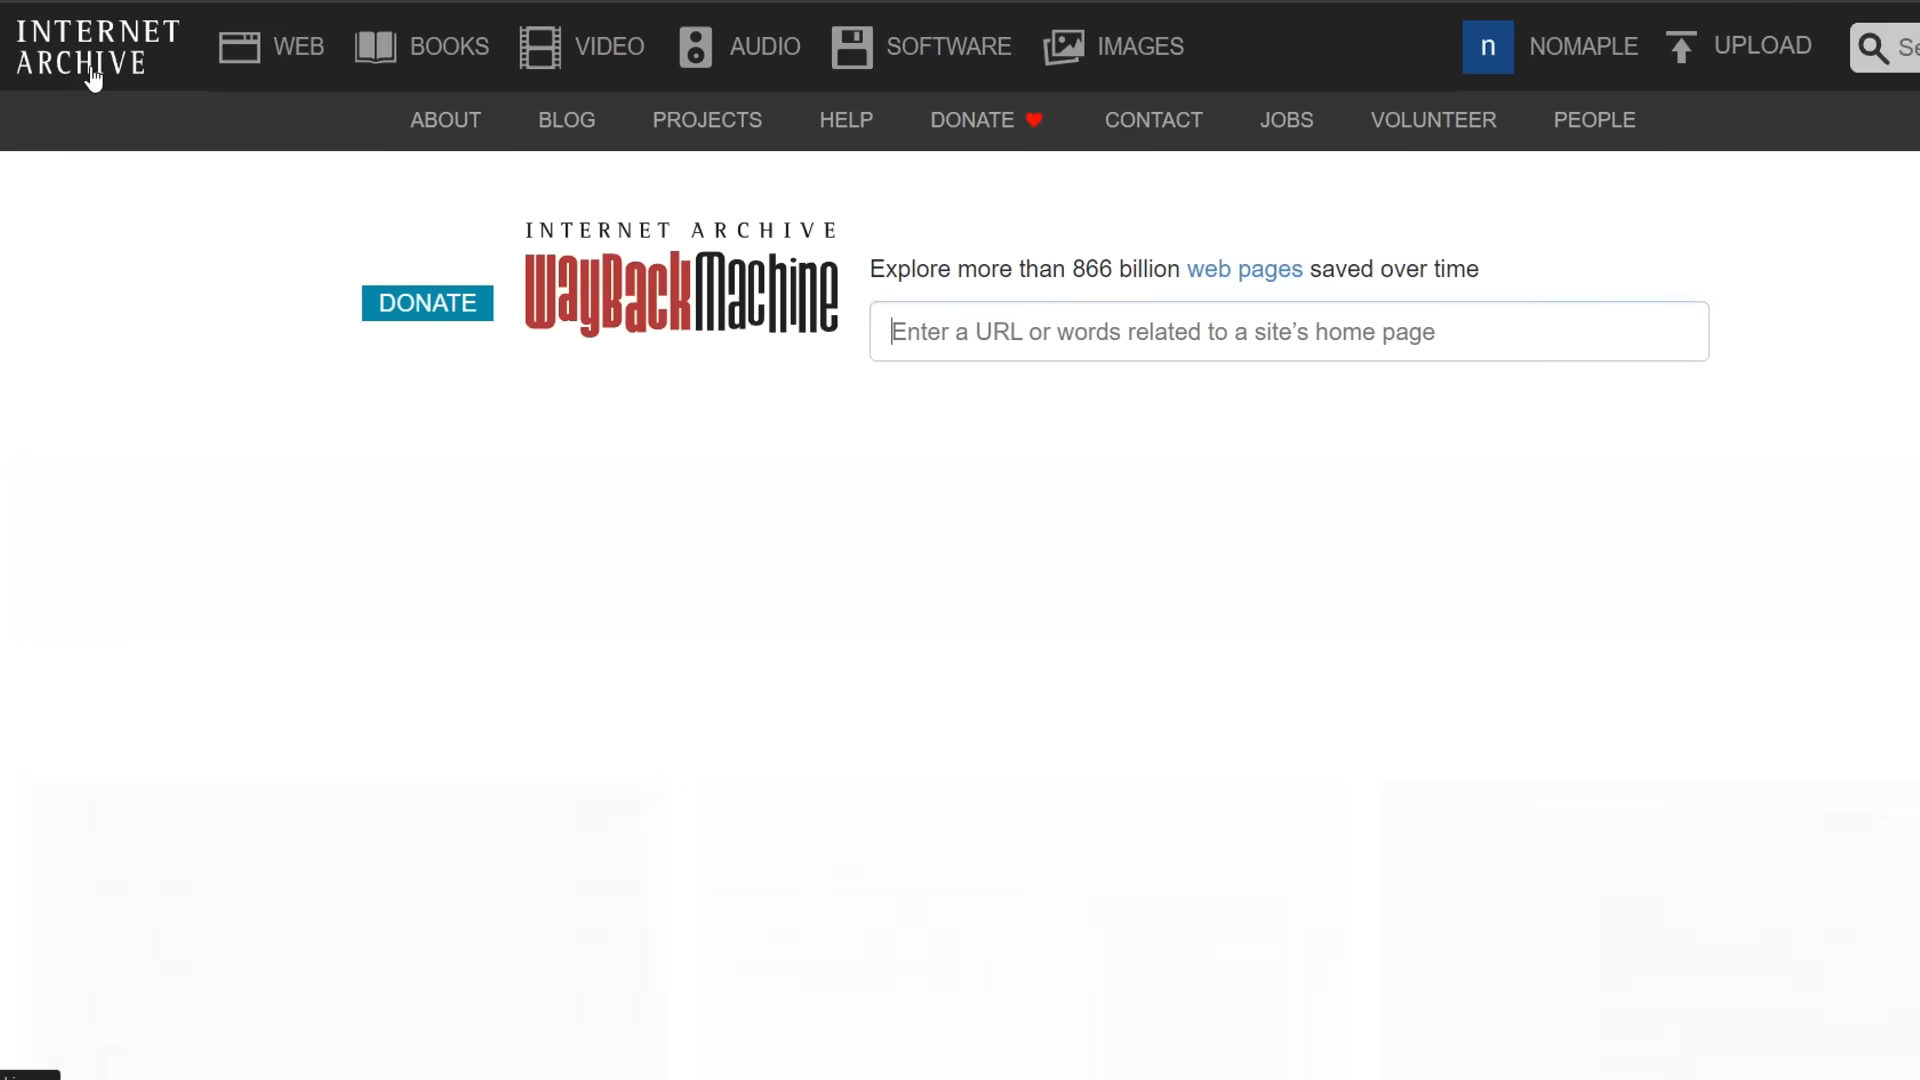 INTERNET
ARCHIVE
WEB BOOKS VIDEO AUDIO SOFTWARE IMAGES n NOMAPLE UPLOAD Se
ABOUT BLOG PROJECTS HELP DONATE CONTACT JOBS VOLUNTEER PEOPLE
INTERNET ARCHIVE
WayBackMachine
DONATE
Explore more than 866 billion web pages saved over time
Enter a URL or words related to a site’s home page